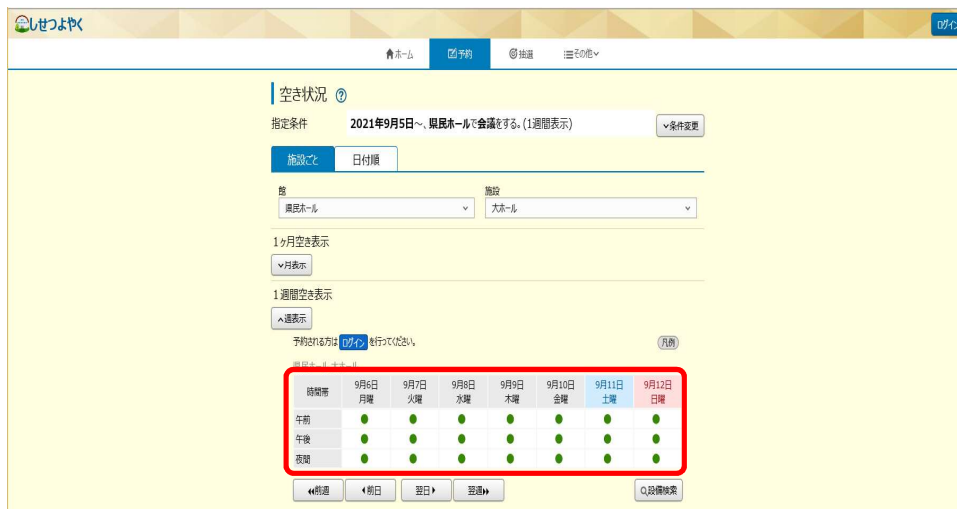 しせつよやく
ログイン
ホーム 予約 抽選 その他
空き状況 ?
指定条件 2021年9月5日～、県民ホールで会議をする。(1週間表示) 条件変更
施設ごと 日付順
館 施設
県民ホール 大ホール
1ヶ月空き表示
月表示
1週間空き表示
週表示
予約される方は ログイン を行ってください。 凡例
県民ホール 大ホール
時間帯 9月6日 月曜 9月7日 火曜 9月8日 水曜 9月9日 木曜 9月10日 金曜 9月11日 土曜 9月12日 日曜
午前 ● ● ● ● ● ● ●
午後 ● ● ● ● ● ● ●
夜間 ● ● ● ● ● ● ●
前週 前日 翌日 翌週 設備検索